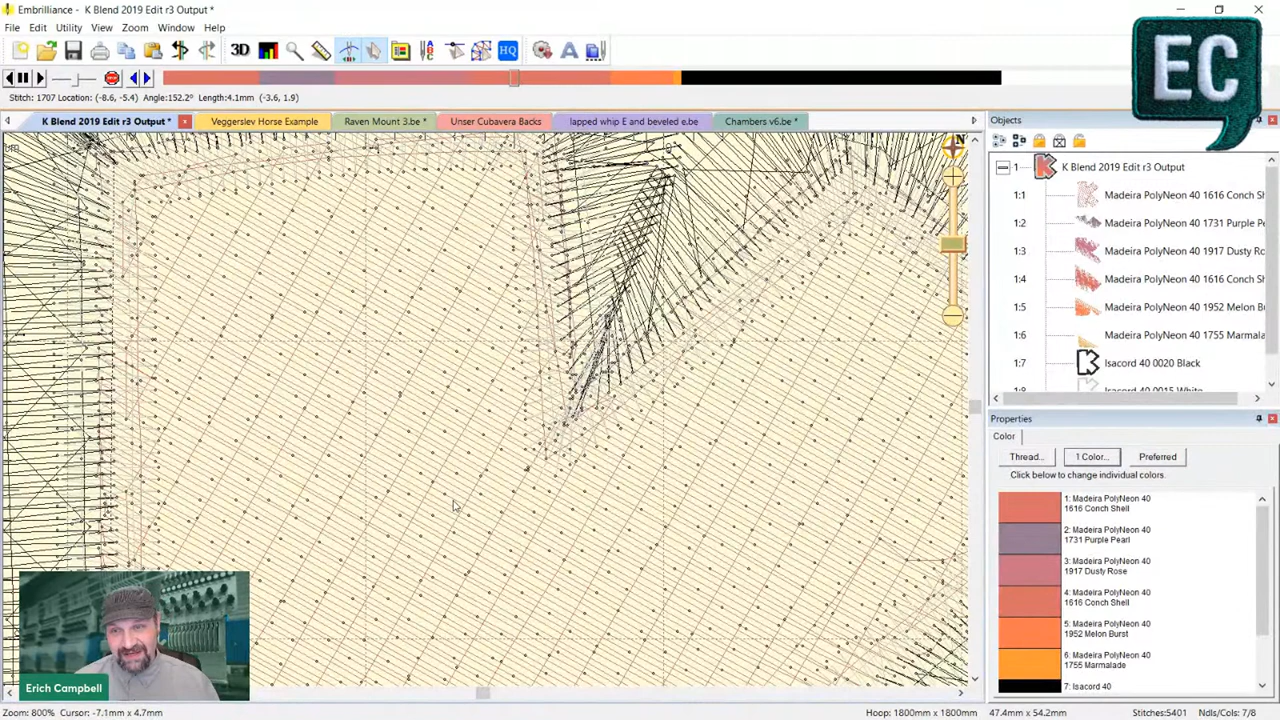 Embrilliance - K Blend 2019 Edit r3 Output *
File Edit Utility View Zoom Window Help
3D
HQ
A
EC
Stitch: 1707 Location: (-8.6, -5.4) Angle:152.2° Length:4.1mm (-3.6, 1.9)
K Blend 2019 Edit r3 Output * Veggerslev Horse Example Raven Mount 3.be * Unser Cubavera Backs lapped whip E and beveled e.be Chambers v6.be *
N
Objects
1 K Blend 2019 Edit r3 Output
1:1 Madeira PolyNeon 40 1616 Conch Sh
1:2 Madeira PolyNeon 40 1731 Purple Pe
1:3 Madeira PolyNeon 40 1917 Dusty Ro
1:4 Madeira PolyNeon 40 1616 Conch Sh
1:5 Madeira PolyNeon 40 1952 Melon Bur
1:6 Madeira PolyNeon 40 1755 Marmala
1:7 Isacord 40 0020 Black
1:8 Isacord 40 0015 White
Properties
Color
Thread... 1 Color... Preferred
Click below to change individual colors.
1: Madeira PolyNeon 40
1616 Conch Shell
2: Madeira PolyNeon 40
1731 Purple Pearl
3: Madeira PolyNeon 40
1917 Dusty Rose
4: Madeira PolyNeon 40
1616 Conch Shell
5: Madeira PolyNeon 40
1952 Melon Burst
6: Madeira PolyNeon 40
1755 Marmalade
7: Isacord 40
Erich Campbell
Zoom: 800% Cursor: -7.1mm x 4.7mm Hoop: 1800mm x 1800mm 47.4mm x 54.2mm Stitches:5401 Ndls/Cols: 7/8